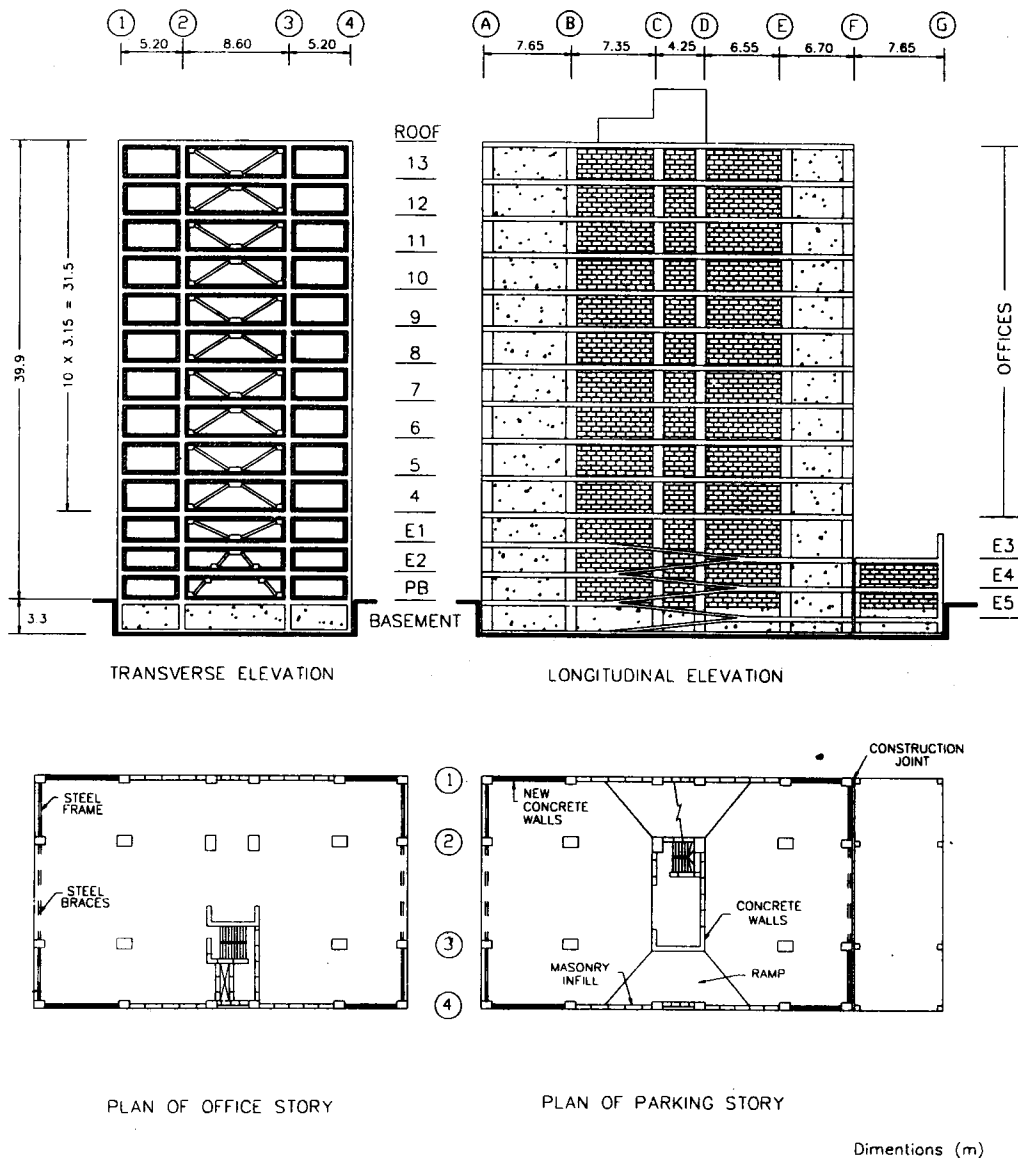 1 2 3 4
5.20 8.60 5.20
A B C D E F G
7.65 7.35 4.25 6.55 6.70 7.65
39.9
10 x 3.15 = 31.5
3.3
ROOF
13
12
11
10
9
8
7
6
5
4
E1
E2
PB
BASEMENT
OFFICES
E3
E4
E5
TRANSVERSE ELEVATION
LONGITUDINAL ELEVATION
STEEL
FRAME
STEEL
BRACES
1
2
3
4
NEW
CONCRETE
WALLS
CONSTRUCTION
JOINT
CONCRETE
WALLS
MASONRY
INFILL
RAMP
PLAN OF OFFICE STORY
PLAN OF PARKING STORY
Dimentions (m)